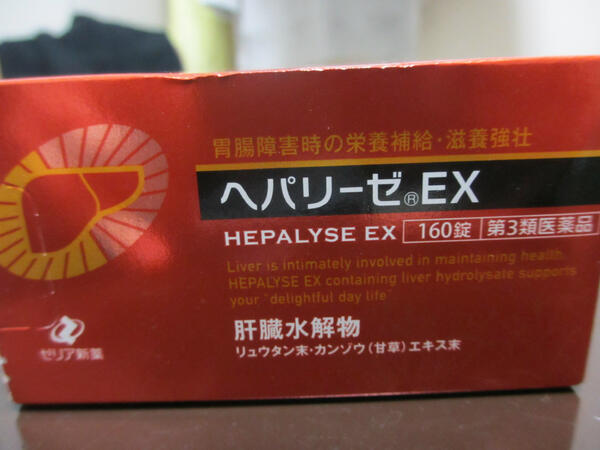 胃腸障害時の栄養補給・滋養強壮
ヘパリーゼ®EX
HEPALYSE EX 160錠 第3類医薬品
Liver is intimately involved in maintaining health.
HEPALYSE EX containing liver hydrolysate supports
your "delightful day life"
肝臓水解物
リュウタン末・カンゾウ(甘草)エキス末
ゼリア新薬